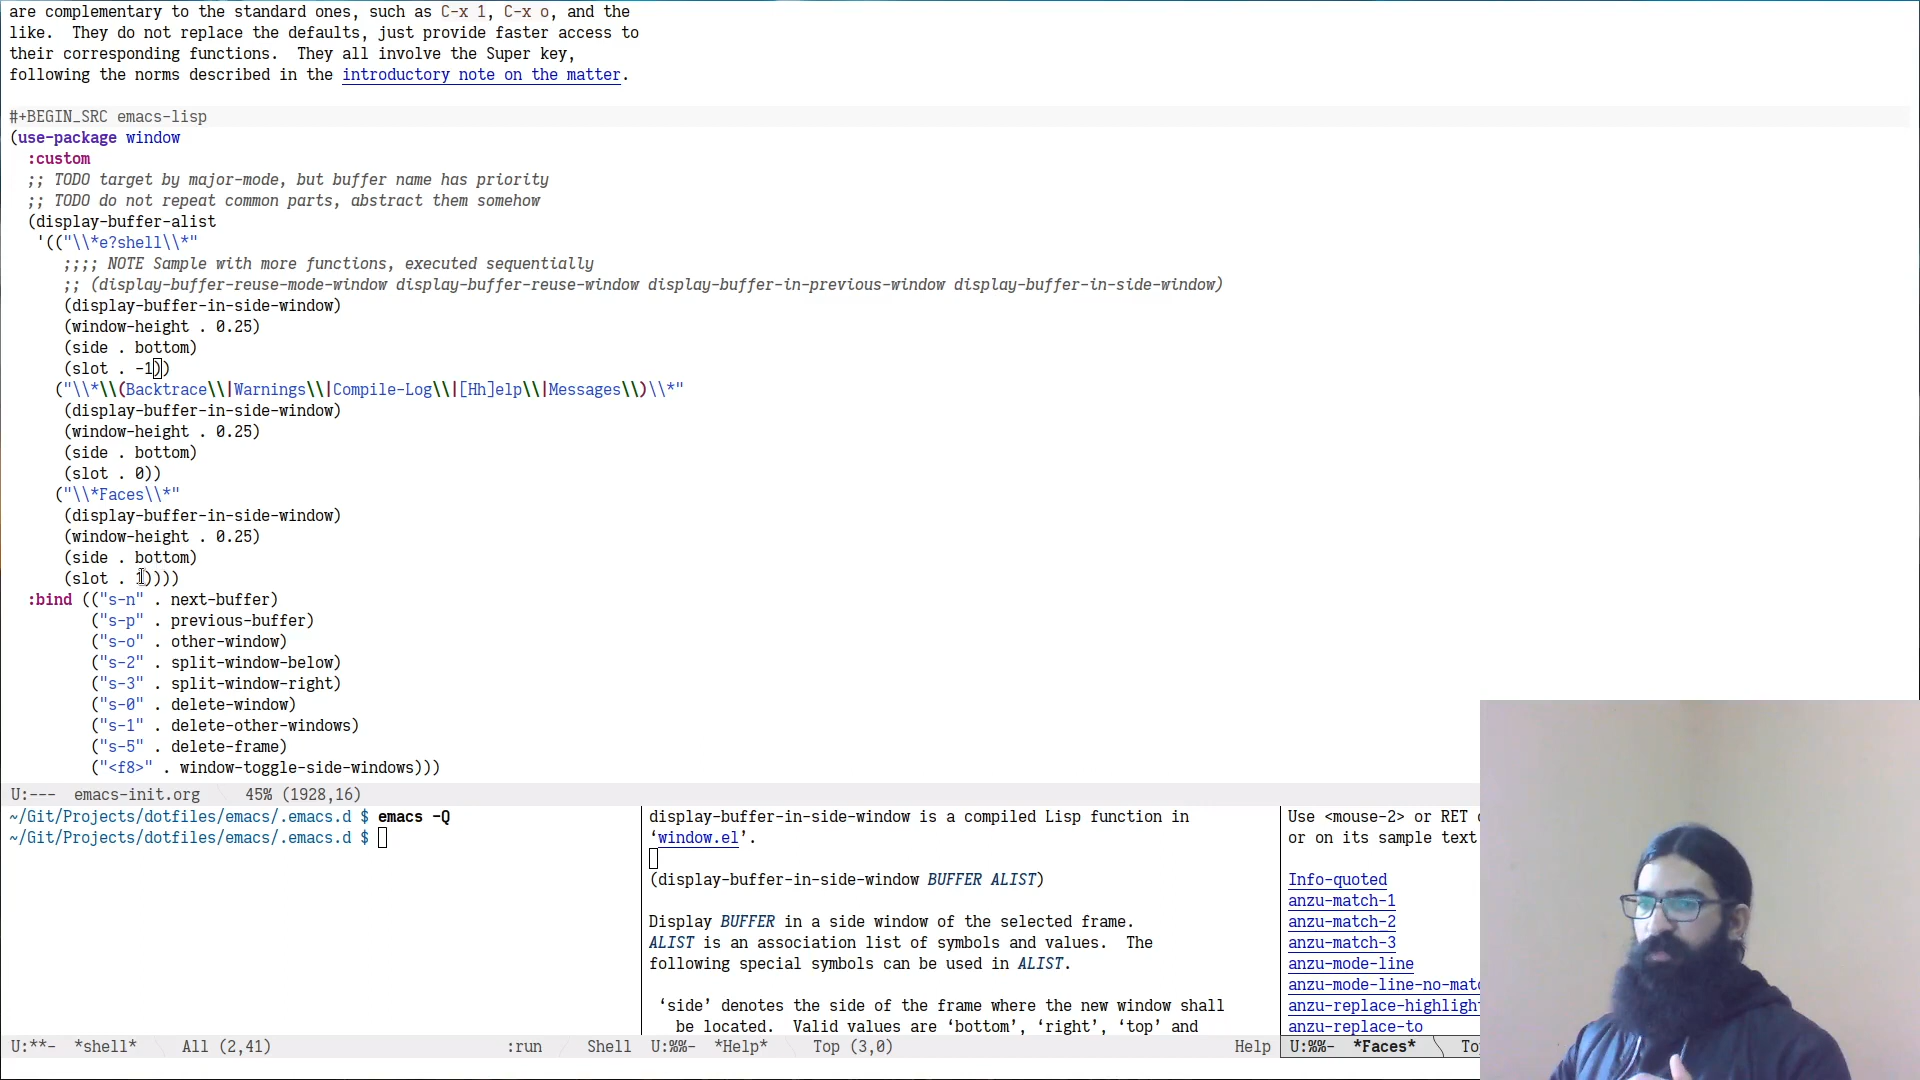 are complementary to the standard ones, such as C-x 1, C-x o, and the
like.  They do not replace the defaults, just provide faster access to
their corresponding functions.  They all involve the Super key,
following the norms described in the introductory note on the matter.
#+BEGIN_SRC emacs-lisp
(use-package window
  :custom
  ;; TODO target by major-mode, but buffer name has priority
  ;; TODO do not repeat common parts, abstract them somehow
  (display-buffer-alist
   '(("\\*e?shell\\*"
      ;;;; NOTE Sample with more functions, executed sequentially
      ;; (display-buffer-reuse-mode-window display-buffer-reuse-window display-buffer-in-previous-window display-buffer-in-side-window)
      (display-buffer-in-side-window)
      (window-height . 0.25)
      (side . bottom)
      (slot . -1))
     ("\\*\\(Backtrace\\|Warnings\\|Compile-Log\\|[Hh]elp\\|Messages\\)\\*"
      (display-buffer-in-side-window)
      (window-height . 0.25)
      (side . bottom)
      (slot . 0))
     ("\\*Faces\\*"
      (display-buffer-in-side-window)
      (window-height . 0.25)
      (side . bottom)
      (slot . 1))))
  :bind (("s-n" . next-buffer)
         ("s-p" . previous-buffer)
         ("s-o" . other-window)
         ("s-2" . split-window-below)
         ("s-3" . split-window-right)
         ("s-0" . delete-window)
         ("s-1" . delete-other-windows)
         ("s-5" . delete-frame)
         ("<f8>" . window-toggle-side-windows)))
U:---  emacs-init.org  45% (1928,16)
~/Git/Projects/dotfiles/emacs/.emacs.d $ emacs -Q
~/Git/Projects/dotfiles/emacs/.emacs.d $
U:**-  *shell*  All (2,41)  :run  Shell
display-buffer-in-side-window is a compiled Lisp function in
‘window.el’.
(display-buffer-in-side-window BUFFER ALIST)
Display BUFFER in a side window of the selected frame.
ALIST is an association list of symbols and values.  The
following special symbols can be used in ALIST.
‘side’ denotes the side of the frame where the new window shall
be located.  Valid values are ‘bottom’, ‘right’, ‘top’ and
U:%%-  *Help*  Top (3,0)  Help
Use <mouse-2> or RET
or on its sample text
Info-quoted
anzu-match-1
anzu-match-2
anzu-match-3
anzu-mode-line
anzu-mode-line-no-mat
anzu-replace-highligh
anzu-replace-to
U:%%-  *Faces*  To